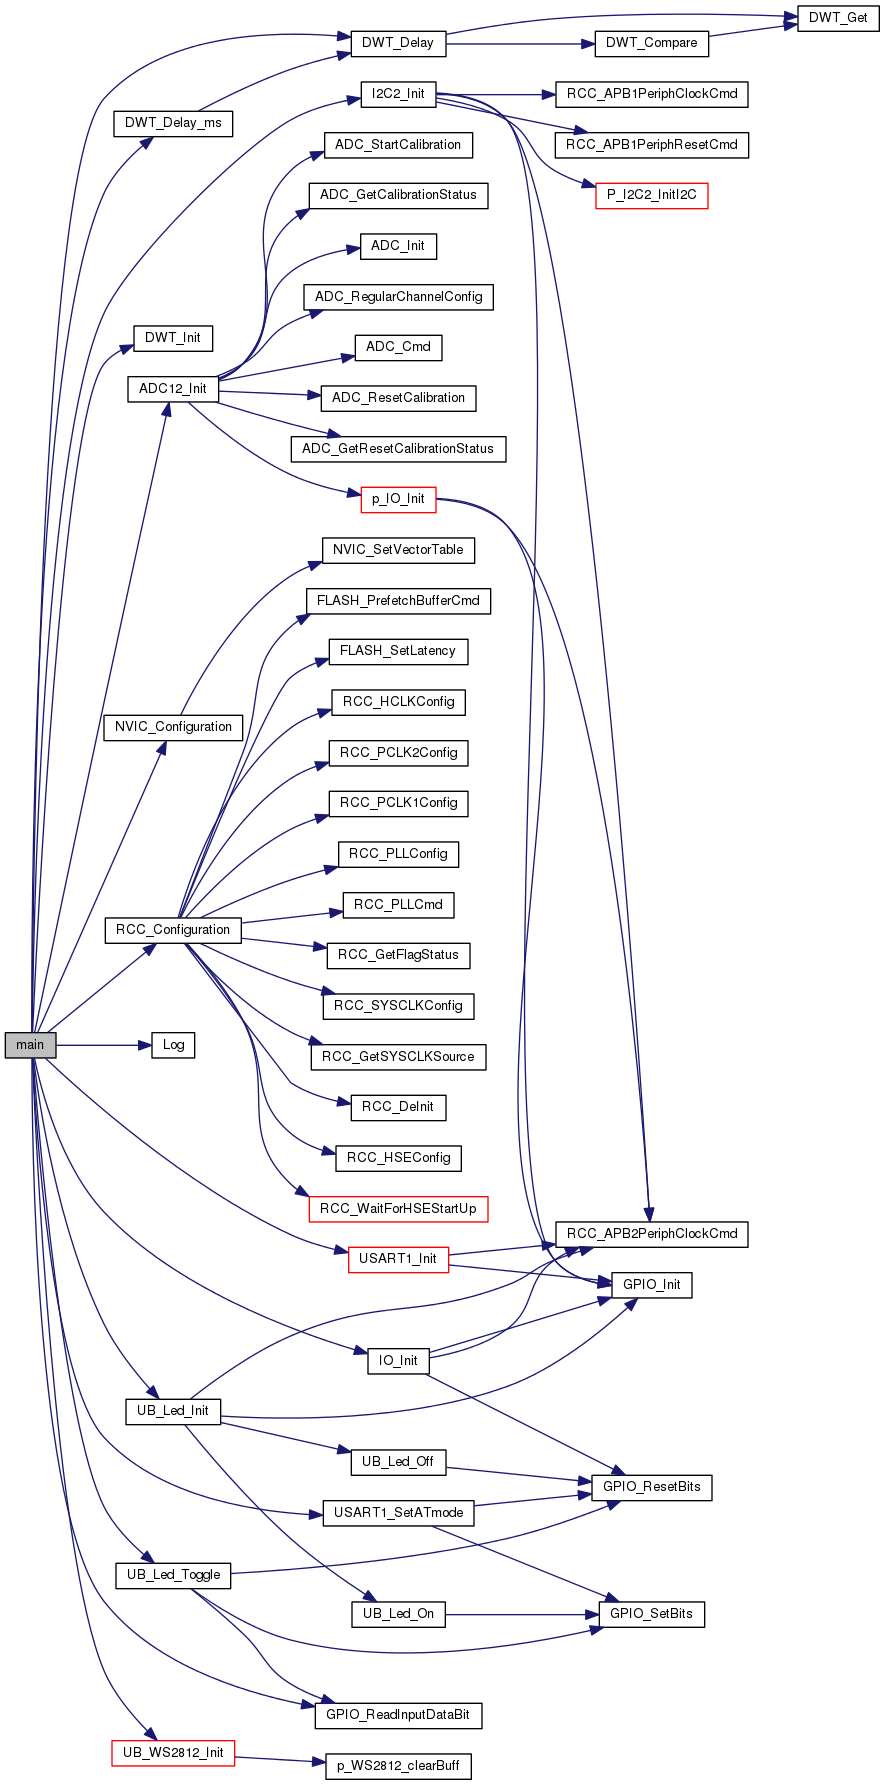 DWT_Get
DWT_Delay
DWT_Compare
I2C2_Init
RCC_APB1PeriphClockCmd
DWT_Delay_ms
ADC_StartCalibration
RCC_APB1PeriphResetCmd
ADC_GetCalibrationStatus
P_I2C2_InitI2C
ADC_Init
ADC_RegularChannelConfig
DWT_Init
ADC_Cmd
ADC12_Init
ADC_ResetCalibration
ADC_GetResetCalibrationStatus
p_IO_Init
NVIC_SetVectorTable
FLASH_PrefetchBufferCmd
FLASH_SetLatency
RCC_HCLKConfig
NVIC_Configuration
RCC_PCLK2Config
RCC_PCLK1Config
RCC_PLLConfig
RCC_PLLCmd
RCC_Configuration
RCC_GetFlagStatus
RCC_SYSCLKConfig
main
Log
RCC_GetSYSCLKSource
RCC_DeInit
RCC_HSEConfig
RCC_WaitForHSEStartUp
RCC_APB2PeriphClockCmd
USART1_Init
GPIO_Init
IO_Init
UB_Led_Init
UB_Led_Off
GPIO_ResetBits
USART1_SetATmode
UB_Led_Toggle
UB_Led_On
GPIO_SetBits
GPIO_ReadInputDataBit
UB_WS2812_Init
p_WS2812_clearBuff